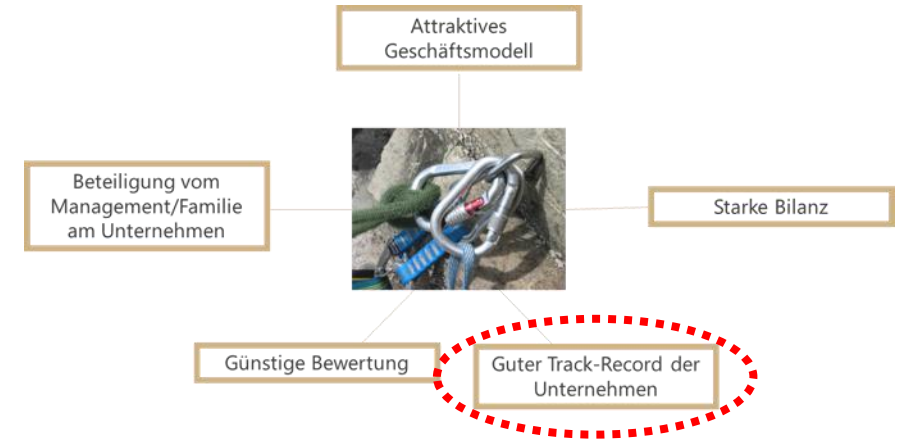 Attraktives
Geschäftsmodell
Beteiligung vom
Management/Familie
am Unternehmen
Starke Bilanz
Günstige Bewertung
Guter Track-Record der
Unternehmen